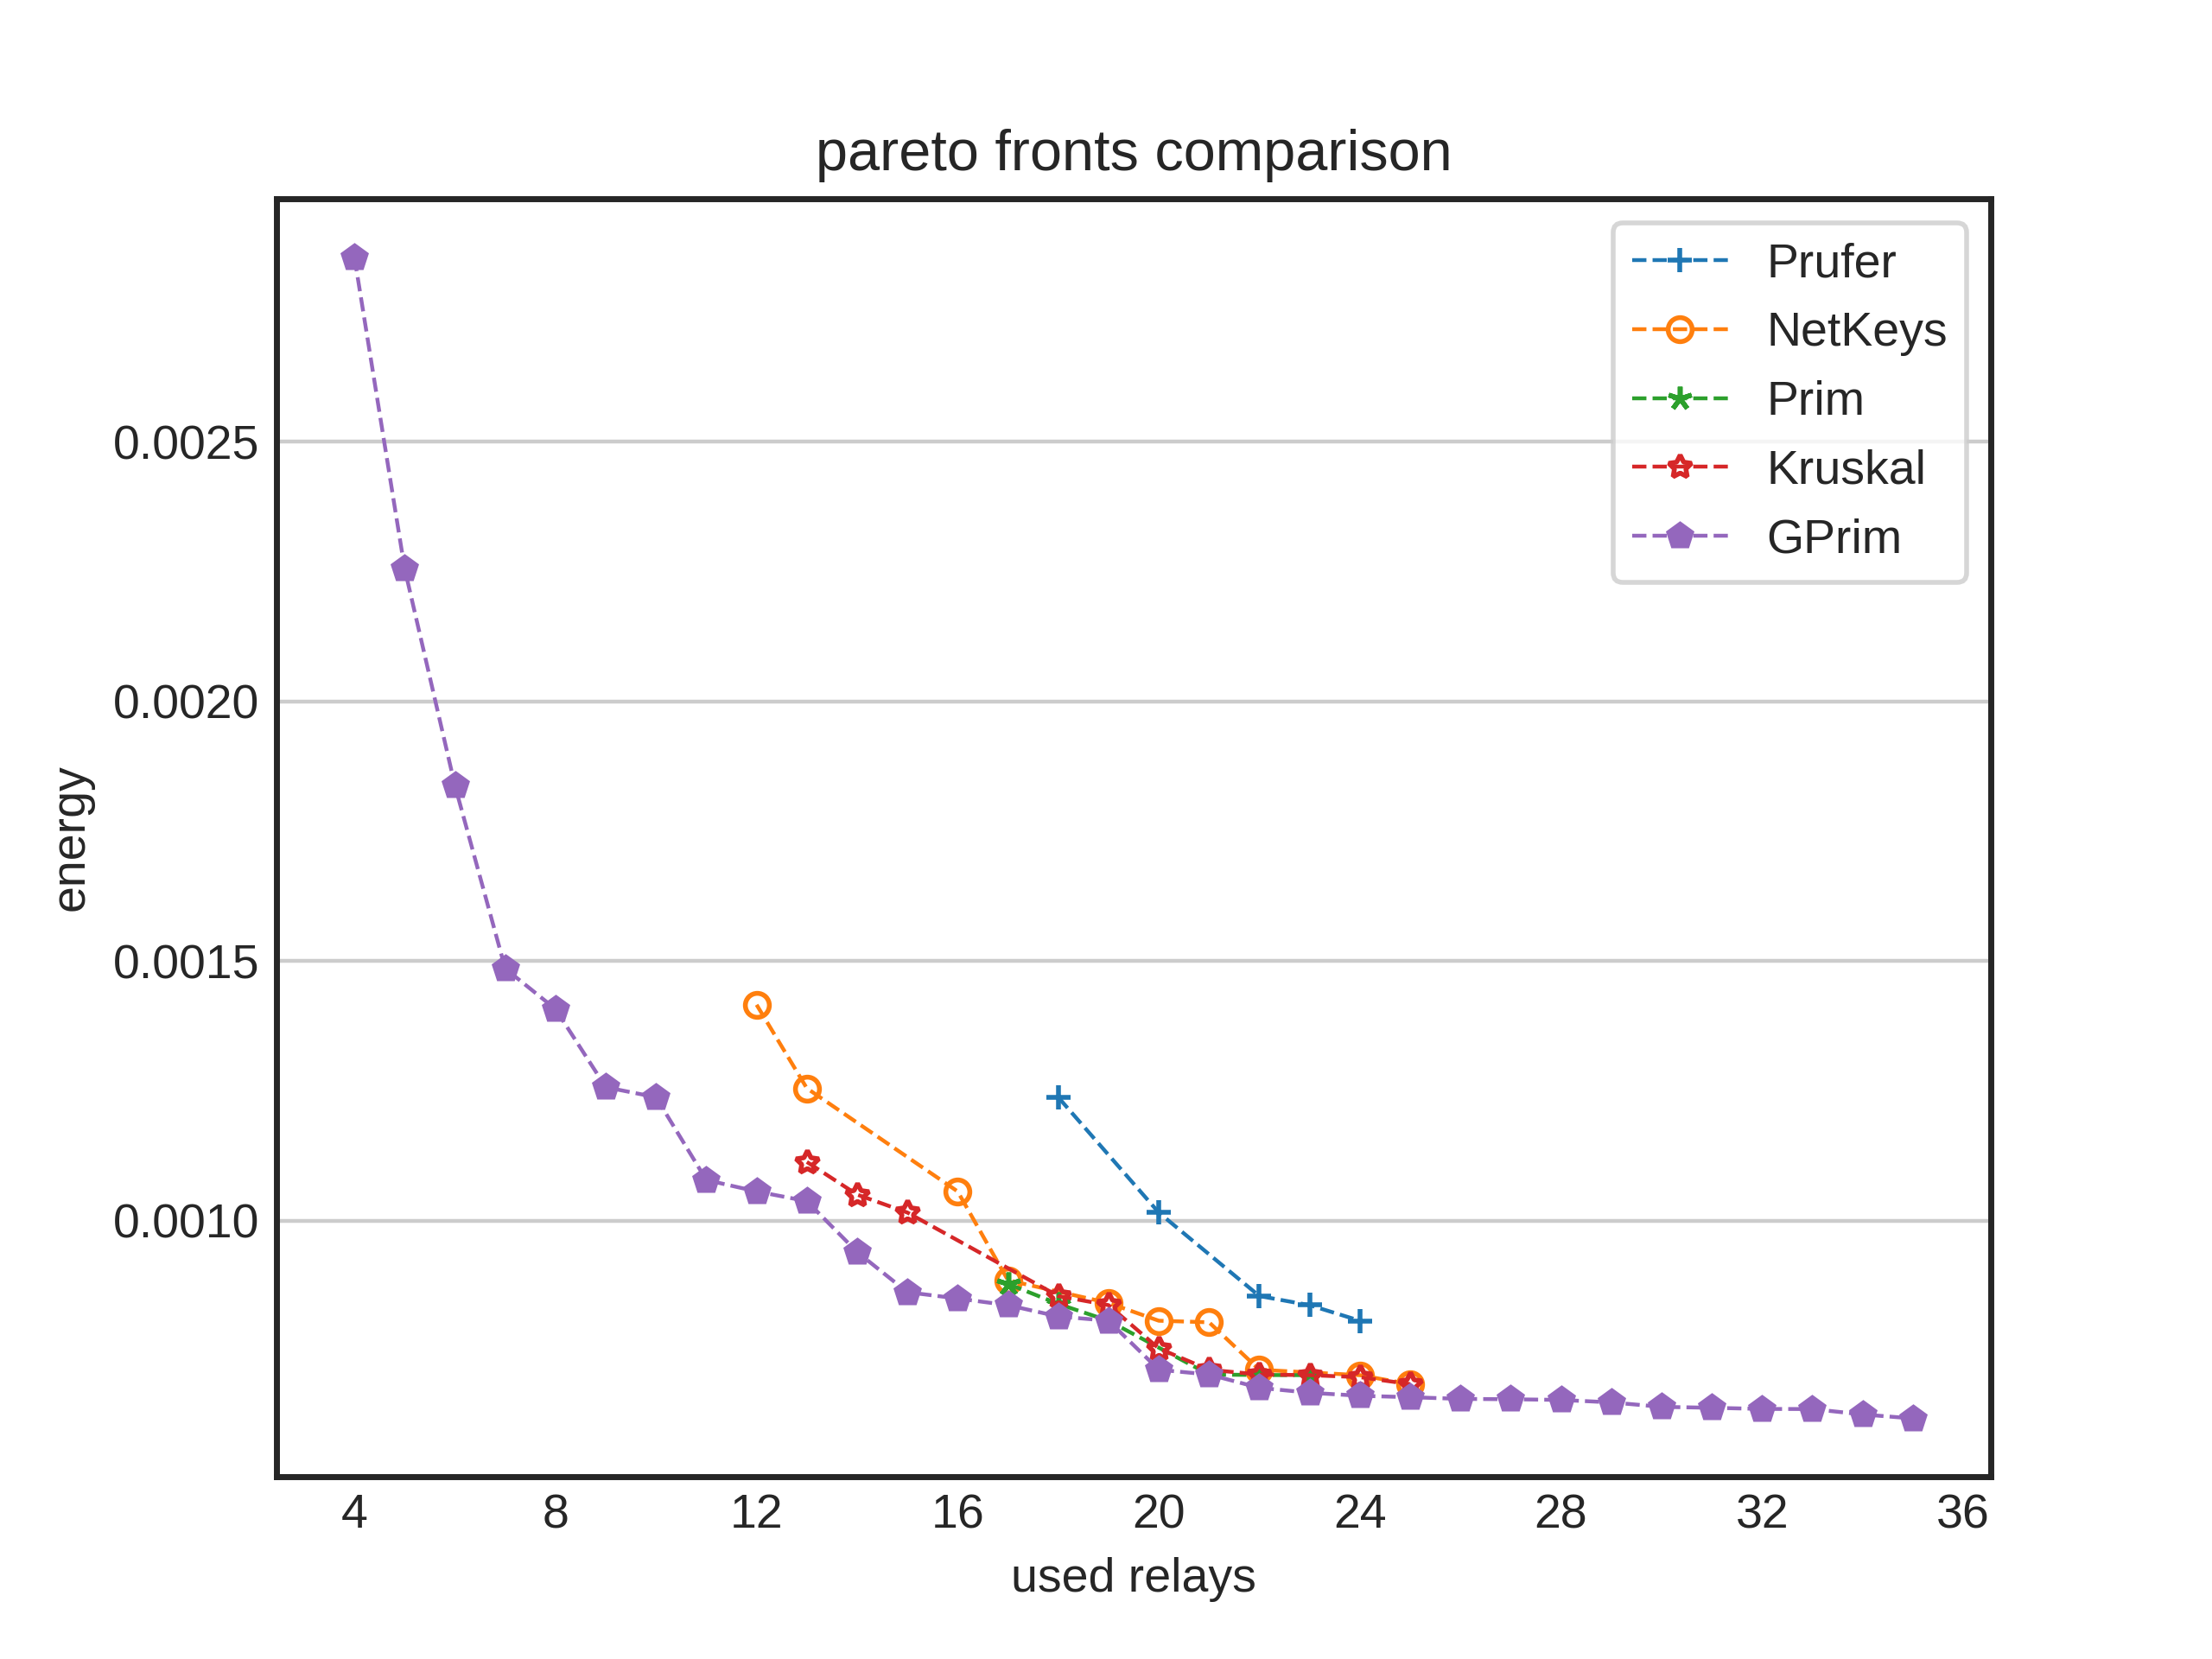 pareto fronts comparison
Prufer
NetKeys
Prim
Kruskal
GPrim
0.0025
0.0020
0.0015
0.0010
energy
4 8 12 16 20 24 28 32 36
used relays